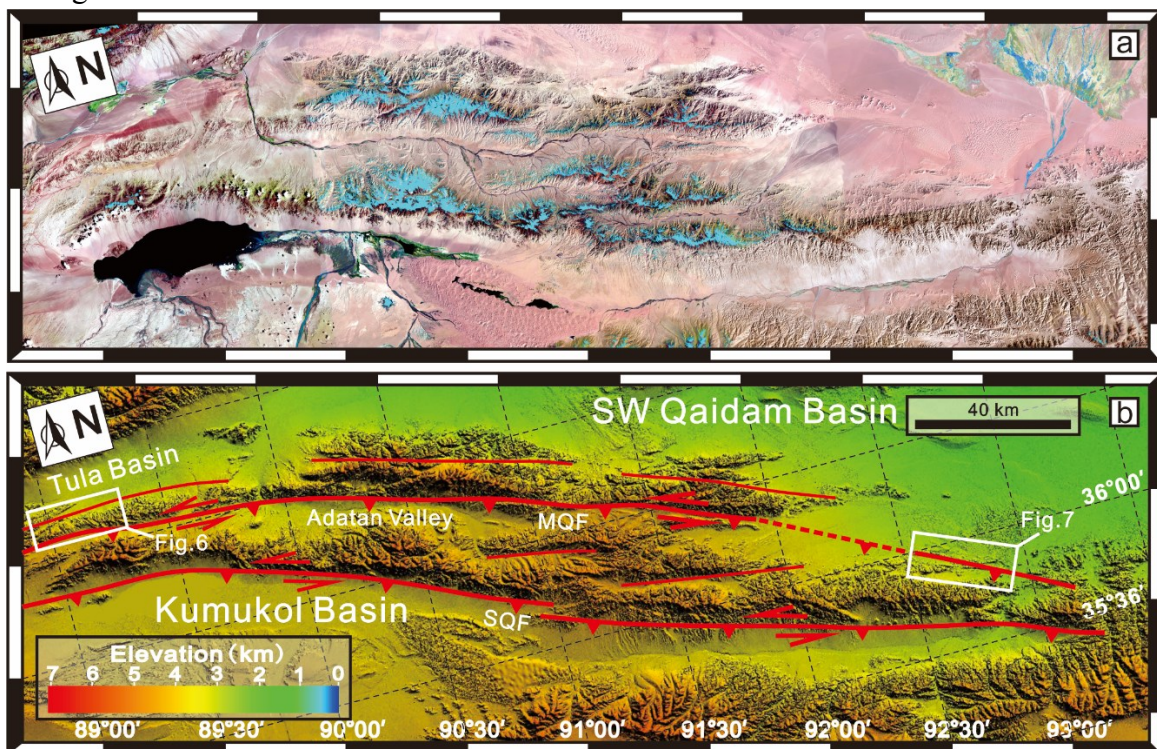 N
a
N
SW Qaidam Basin
40 km
b
Tula Basin
36°00′
Adatan Valley
MQF
Fig.7
Fig.6
35°36′
Kumukol Basin
SQF
Elevation (km)
7 6 5 4 3 2 1 0
89°00′ 89°30′ 90°00′ 90°30′ 91°00′ 91°30′ 92°00′ 92°30′ 93°00′